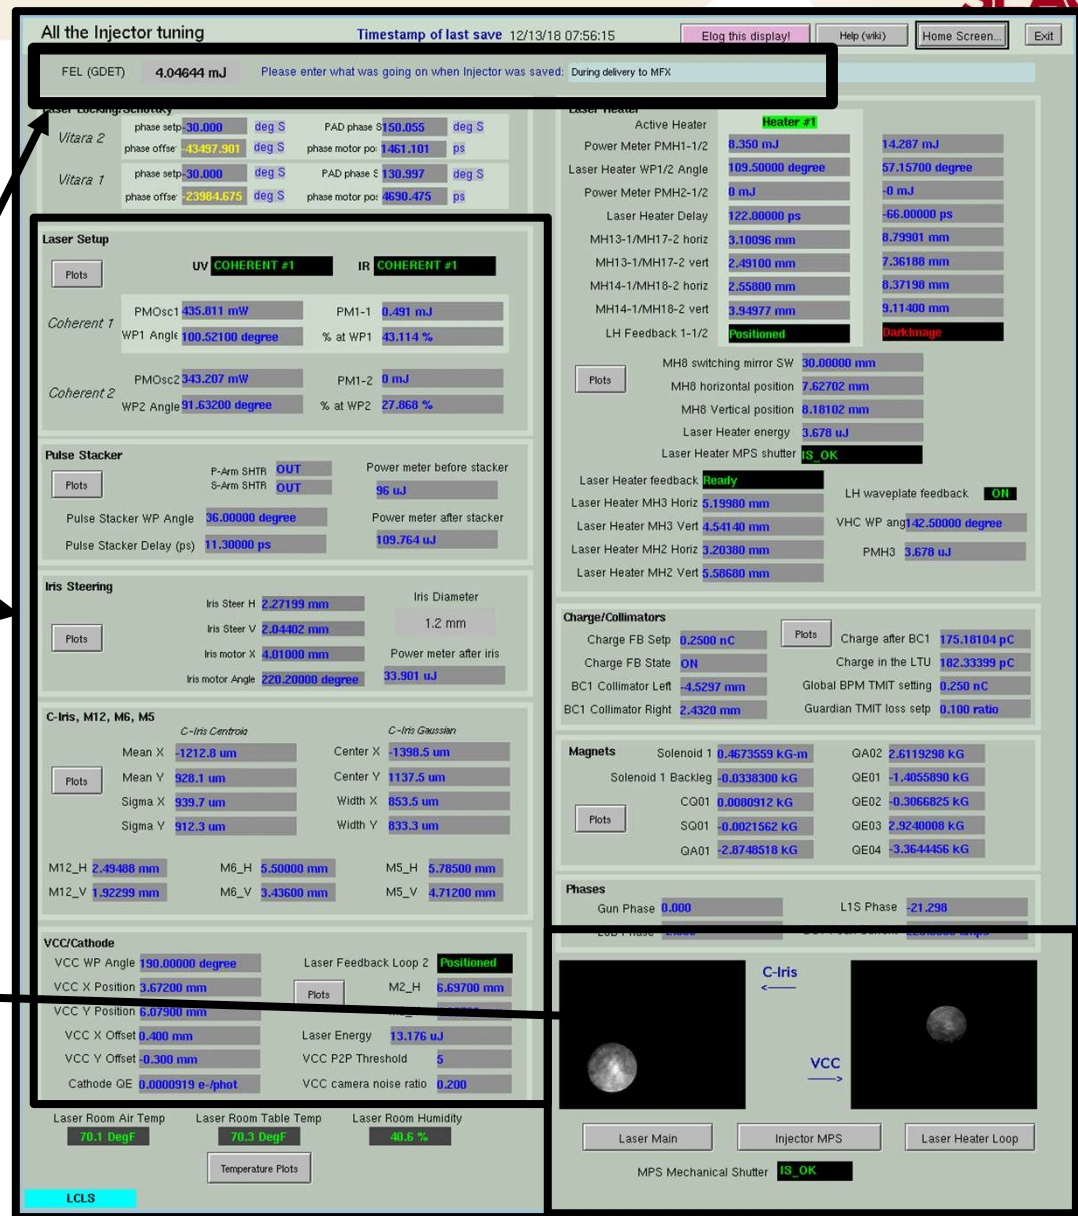 All the Injector tuning
Timestamp of last save 12/13/18 07:56:15
Elog this display!
Help (wiki)
Home Screen...
Exit
FEL (GDET) 4.04644 mJ Please enter what was going on when Injector was saved: During delivery to MFX
Laser Locking/Schottky
Vitara 2
phase setp -30.000 deg S PAD phase S 150.055 deg S
phase offse -43497.901 deg S phase motor po: 1461.101 ps
Vitara 1
phase setp -30.000 deg S PAD phase S 130.997 deg S
phase offse -23984.675 deg S phase motor po: 4690.475 ps
Laser Setup
Plots
UV COHERENT #1 IR COHERENT #1
Coherent 1
PMOsc1 435.811 mW PM1-1 0.491 mJ
WP1 Angle 100.52100 degree % at WP1 43.114 %
Coherent 2
PMOsc2 343.207 mW PM1-2 0 mJ
WP2 Angle 91.63200 degree % at WP2 27.868 %
Pulse Stacker
Plots
P-Arm SHTR OUT
S-Arm SHTR OUT
Power meter before stacker
96 uJ
Pulse Stacker WP Angle 36.00000 degree
Pulse Stacker Delay (ps) 11.30000 ps
Power meter after stacker
109.764 uJ
Iris Steering
Plots
Iris Steer H 2.27199 mm
Iris Steer V 2.04402 mm
Iris motor X 4.01000 mm
Iris motor Angle 220.20000 degree
Iris Diameter
1.2 mm
Power meter after iris
33.901 uJ
C-Iris, M12, M6, M5
C-Iris Centroid C-Iris Gaussian
Plots
Mean X -1212.8 um Center X -1398.5 um
Mean Y 928.1 um Center Y 1137.5 um
Sigma X 939.7 um Width X 853.5 um
Sigma Y 912.3 um Width Y 833.3 um
M12_H 2.49488 mm M6_H 5.50000 mm M5_H 5.78500 mm
M12_V 1.92299 mm M6_V 3.43600 mm M5_V 4.71200 mm
VCC/Cathode
VCC WP Angle 190.00000 degree Laser Feedback Loop 2 Positioned
VCC X Position 3.67200 mm Plots M2_H 6.69700 mm
VCC Y Position 6.07900 mm
VCC X Offset 0.400 mm Laser Energy 13.176 uJ
VCC Y Offset -0.300 mm VCC P2P Threshold 5
Cathode QE 0.0000919 e-/phot VCC camera noise ratio 0.200
Laser Room Air Temp Laser Room Table Temp Laser Room Humidity
70.1 DegF 70.3 DegF 40.6 %
Temperature Plots
LCLS
Laser Heater
Active Heater Heater #1
Power Meter PMH1-1/2 8.350 mJ 14.287 mJ
Laser Heater WP1/2 Angle 109.50000 degree 57.15700 degree
Power Meter PMH2-1/2 0 mJ -0 mJ
Laser Heater Delay 122.00000 ps -66.00000 ps
MH13-1/MH17-2 horiz 3.10096 mm 8.79901 mm
MH13-1/MH17-2 vert 2.49100 mm 7.36188 mm
MH14-1/MH18-2 horiz 2.55800 mm 8.37198 mm
MH14-1/MH18-2 vert 3.94977 mm 9.11400 mm
LH Feedback 1-1/2 Positioned DarkImage
Plots
MH8 switching mirror SW 30.00000 mm
MH8 horizontal position 7.62702 mm
MH8 Vertical position 8.18102 mm
Laser Heater energy 3.678 uJ
Laser Heater MPS shutter IS_OK
Laser Heater feedback Ready
Laser Heater MH3 Horiz 5.19980 mm
Laser Heater MH3 Vert 4.54140 mm
Laser Heater MH2 Horiz 3.20380 mm
Laser Heater MH2 Vert 5.58680 mm
LH waveplate feedback ON
VHC WP ang 142.50000 degree
PMH3 3.678 uJ
Charge/Collimators
Charge FB Setp 0.2500 nC Plots Charge after BC1 175.18104 pC
Charge FB State ON Charge in the LTU 182.33399 pC
BC1 Collimator Left -4.5297 mm Global BPM TMIT setting 0.250 nC
BC1 Collimator Right 2.4320 mm Guardian TMIT loss setp 0.100 ratio
Magnets
Plots
Solenoid 1 0.4673559 kG-m QA02 2.6119298 kG
Solenoid 1 Backleg -0.0338300 kG QE01 -1.4055890 kG
CQ01 0.0080912 kG QE02 -0.3066825 kG
SQ01 -0.0021562 kG QE03 2.9240008 kG
QA01 -2.8748518 kG QE04 -3.3644456 kG
Phases
Gun Phase 0.000 L1S Phase -21.298
C-Iris
<---
VCC
--->
Laser Main
Injector MPS
Laser Heater Loop
MPS Mechanical Shutter IS_OK